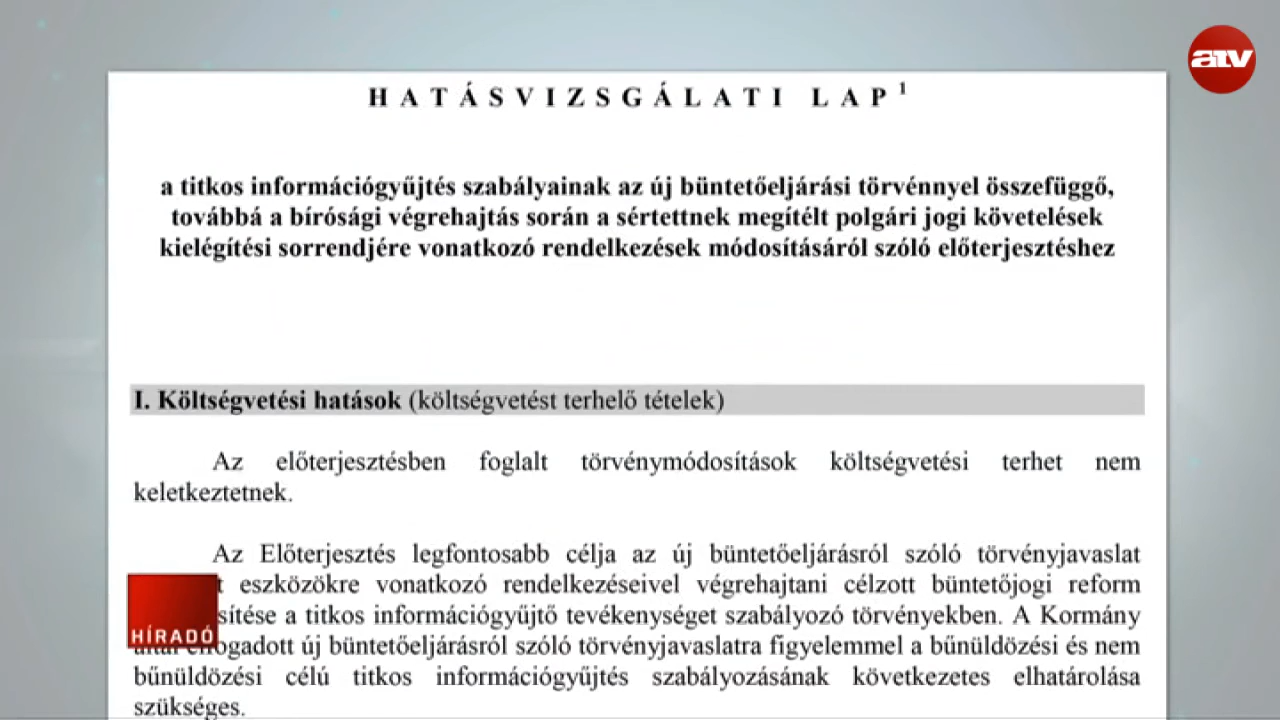 atv
HATÁSVIZSGÁLATI LAP¹
a titkos információgyűjtés szabályainak az új büntetőeljárási törvénnyel összefüggő,
továbbá a bírósági végrehajtás során a sértettnek megítélt polgári jogi követelések
kielégítési sorrendjére vonatkozó rendelkezések módosításáról szóló előterjesztéshez
I. Költségvetési hatások (költségvetést terhelő tételek)
Az előterjesztésben foglalt törvénymódosítások költségvetési terhet nem
keletkeztetnek.
Az Előterjesztés legfontosabb célja az új büntetőeljárásról szóló törvényjavaslat
eszközökre vonatkozó rendelkezéseivel végrehajtani célzott büntetőjogi reform
a titkos információgyűjtő tevékenységet szabályozó törvényekben. A Kormány
HÍRADÓ
új büntetőeljárásról szóló törvényjavaslatra figyelemmel a bűnüldözési és nem
bűnüldözési célú titkos információgyűjtés szabályozásának következetes elhatárolása
szükséges.